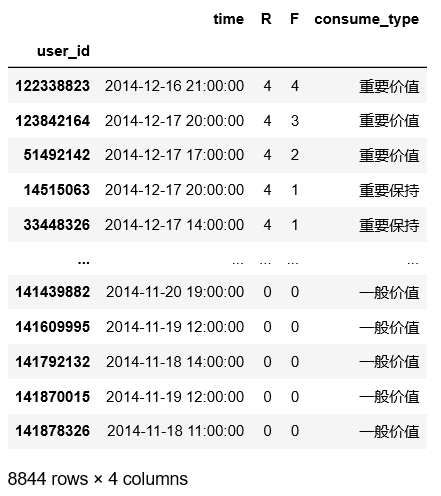 time R F consume_type
user_id
122338823 2014-12-16 21:00:00 4 4 重要价值
123842164 2014-12-17 20:00:00 4 3 重要价值
51492142 2014-12-17 17:00:00 4 2 重要价值
14515063 2014-12-17 20:00:00 4 1 重要保持
33448326 2014-12-17 14:00:00 4 1 重要保持
... ... ... ... ...
141439882 2014-11-20 19:00:00 0 0 一般价值
141609995 2014-11-19 12:00:00 0 0 一般价值
141792132 2014-11-18 14:00:00 0 0 一般价值
141870015 2014-11-19 12:00:00 0 0 一般价值
141878326 2014-11-18 11:00:00 0 0 一般价值
8844 rows × 4 columns